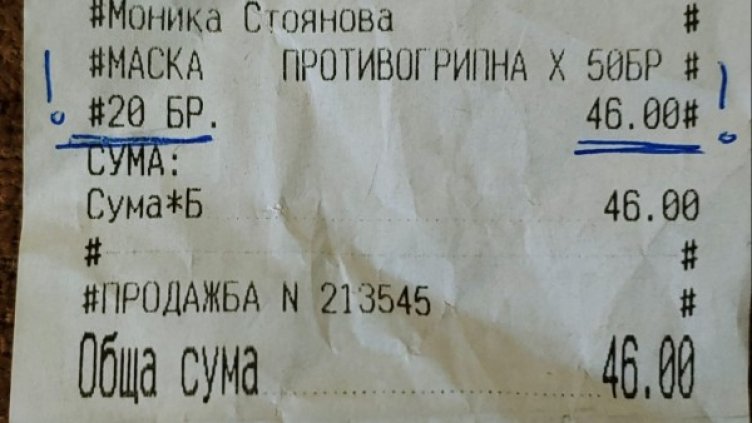 #Моника Стоянова #
#МАСКА ПРОТИВОГРИПНА X 50БР #
! #20 БР. 46.00# !
СУМА:
Сума*Б 46.00
# #
#ПРОДАЖБА N 213545 #
Обща сума 46.00